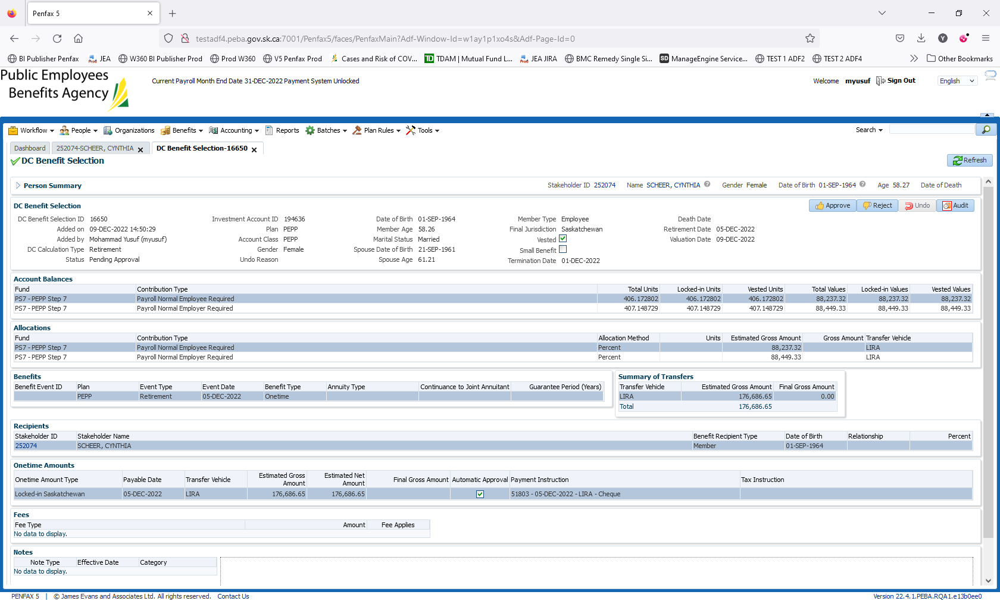 Penfax 5
testadf4.peba.gov.sk.ca:7001/Penfax5/faces/PenfaxMain?Adf-Window-Id=w1ay1p1xo4s&Adf-Page-Id=0
BI Publisher Penfax JEA W360 BI Publisher Prod Prod W360 V5 Penfax Prod Cases and Risk of COV... TDAM | Mutual Fund L... JEA JIRA BMC Remedy Single Si... ManageEngine Service... TEST 1 ADF2 TEST 2 ADF4 Other Bookmarks
Public Employees
Benefits Agency
Current Payroll Month End Date 31-DEC-2022 Payment System Unlocked
Welcome myusuf Sign Out English
Workflow People Organizations Benefits Accounting Reports Batches Plan Rules Tools Search
Dashboard 252074-SCHEER, CYNTHIA DC Benefit Selection-16650
DC Benefit Selection Refresh
Person Summary Stakeholder ID 252074 Name SCHEER, CYNTHIA Gender Female Date of Birth 01-SEP-1964 Age 58.27 Date of Death
DC Benefit Selection Approve Reject Undo Audit
DC Benefit Selection ID 16650 Investment Account ID 194636 Date of Birth 01-SEP-1964 Member Type Employee Death Date
Added on 09-DEC-2022 14:50:29 Plan PEPP Member Age 58.26 Final Jurisdiction Saskatchewan Retirement Date 05-DEC-2022
Added by Mohammad Yusuf (myusuf) Account Class PEPP Marital Status Married Vested Valuation Date 09-DEC-2022
DC Calculation Type Retirement Gender Female Spouse Date of Birth 21-SEP-1961 Small Benefit
Status Pending Approval Undo Reason Spouse Age 61.21 Termination Date 01-DEC-2022
Account Balances
Fund Contribution Type Total Units Locked-in Units Vested Units Total Values Locked-in Values Vested Values
PS7 - PEPP Step 7 Payroll Normal Employee Required 406.172802 406.172802 406.172802 88,237.32 88,237.32 88,237.32
PS7 - PEPP Step 7 Payroll Normal Employer Required 407.148729 407.148729 407.148729 88,449.33 88,449.33 88,449.33
Allocations
Fund Contribution Type Allocation Method Units Estimated Gross Amount Gross Amount Transfer Vehicle
PS7 - PEPP Step 7 Payroll Normal Employee Required Percent 88,237.32 LIRA
PS7 - PEPP Step 7 Payroll Normal Employer Required Percent 88,449.33 LIRA
Benefits
Benefit Event ID Plan Event Type Event Date Benefit Type Annuity Type Continuance to Joint Annuitant Guarantee Period (Years)
PEPP Retirement 05-DEC-2022 Onetime
Summary of Transfers
Transfer Vehicle Estimated Gross Amount Final Gross Amount
LIRA 176,686.65 0.00
Total 176,686.65
Recipients
Stakeholder ID Stakeholder Name Benefit Recipient Type Date of Birth Relationship Percent
252074 SCHEER, CYNTHIA Member 01-SEP-1964
Onetime Amounts
Onetime Amount Type Payable Date Transfer Vehicle Estimated Gross Amount Estimated Net Amount Final Gross Amount Automatic Approval Payment Instruction Tax Instruction
Locked-in Saskatchewan 05-DEC-2022 LIRA 176,686.65 176,686.65 51803 - 05-DEC-2022 - LIRA - Cheque
Fees
Fee Type Amount Fee Applies
No data to display.
Notes
Note Type Effective Date Category
No data to display.
PENFAX 5 | © James Evans and Associates Ltd. All rights reserved. Contact Us Version 22.4.1.PEBA.RQA1.e13b0ee0